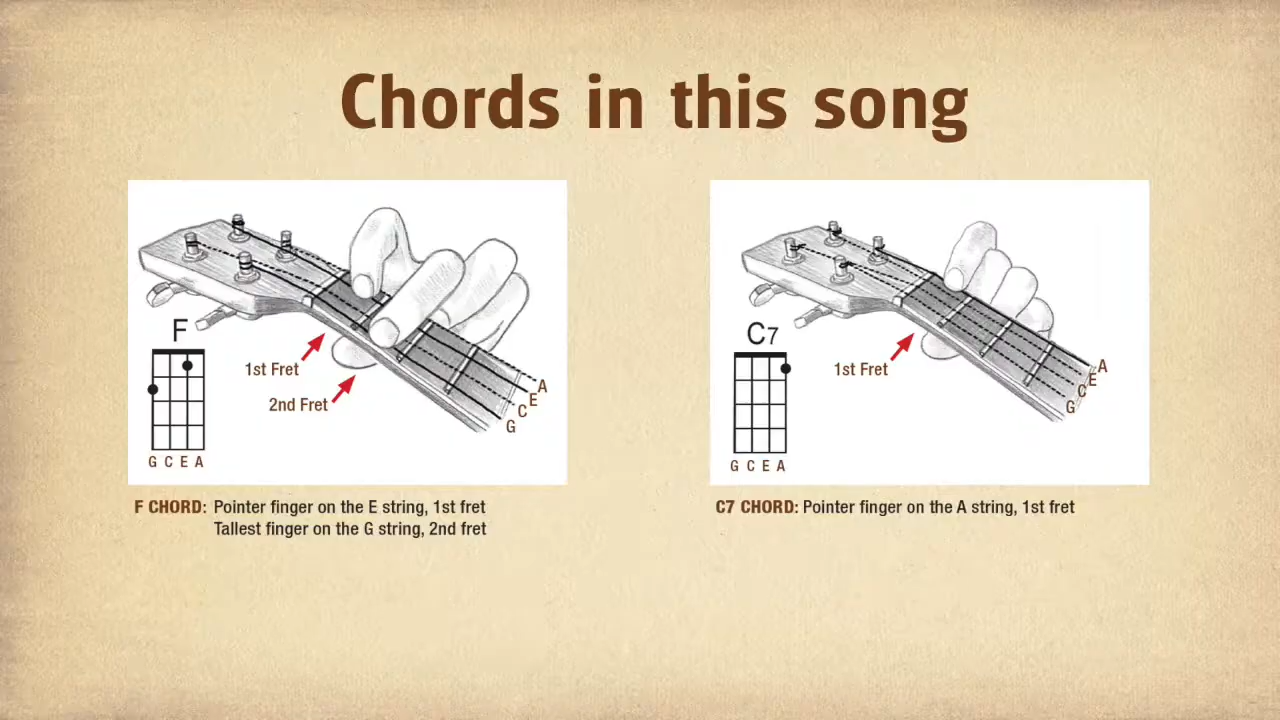 Chords in this song
F
1st Fret
2nd Fret
A
E
C
G
G C E A
F CHORD: Pointer finger on the E string, 1st fret
Tallest finger on the G string, 2nd fret
C7
1st Fret
A
E
C
G
G C E A
C7 CHORD: Pointer finger on the A string, 1st fret